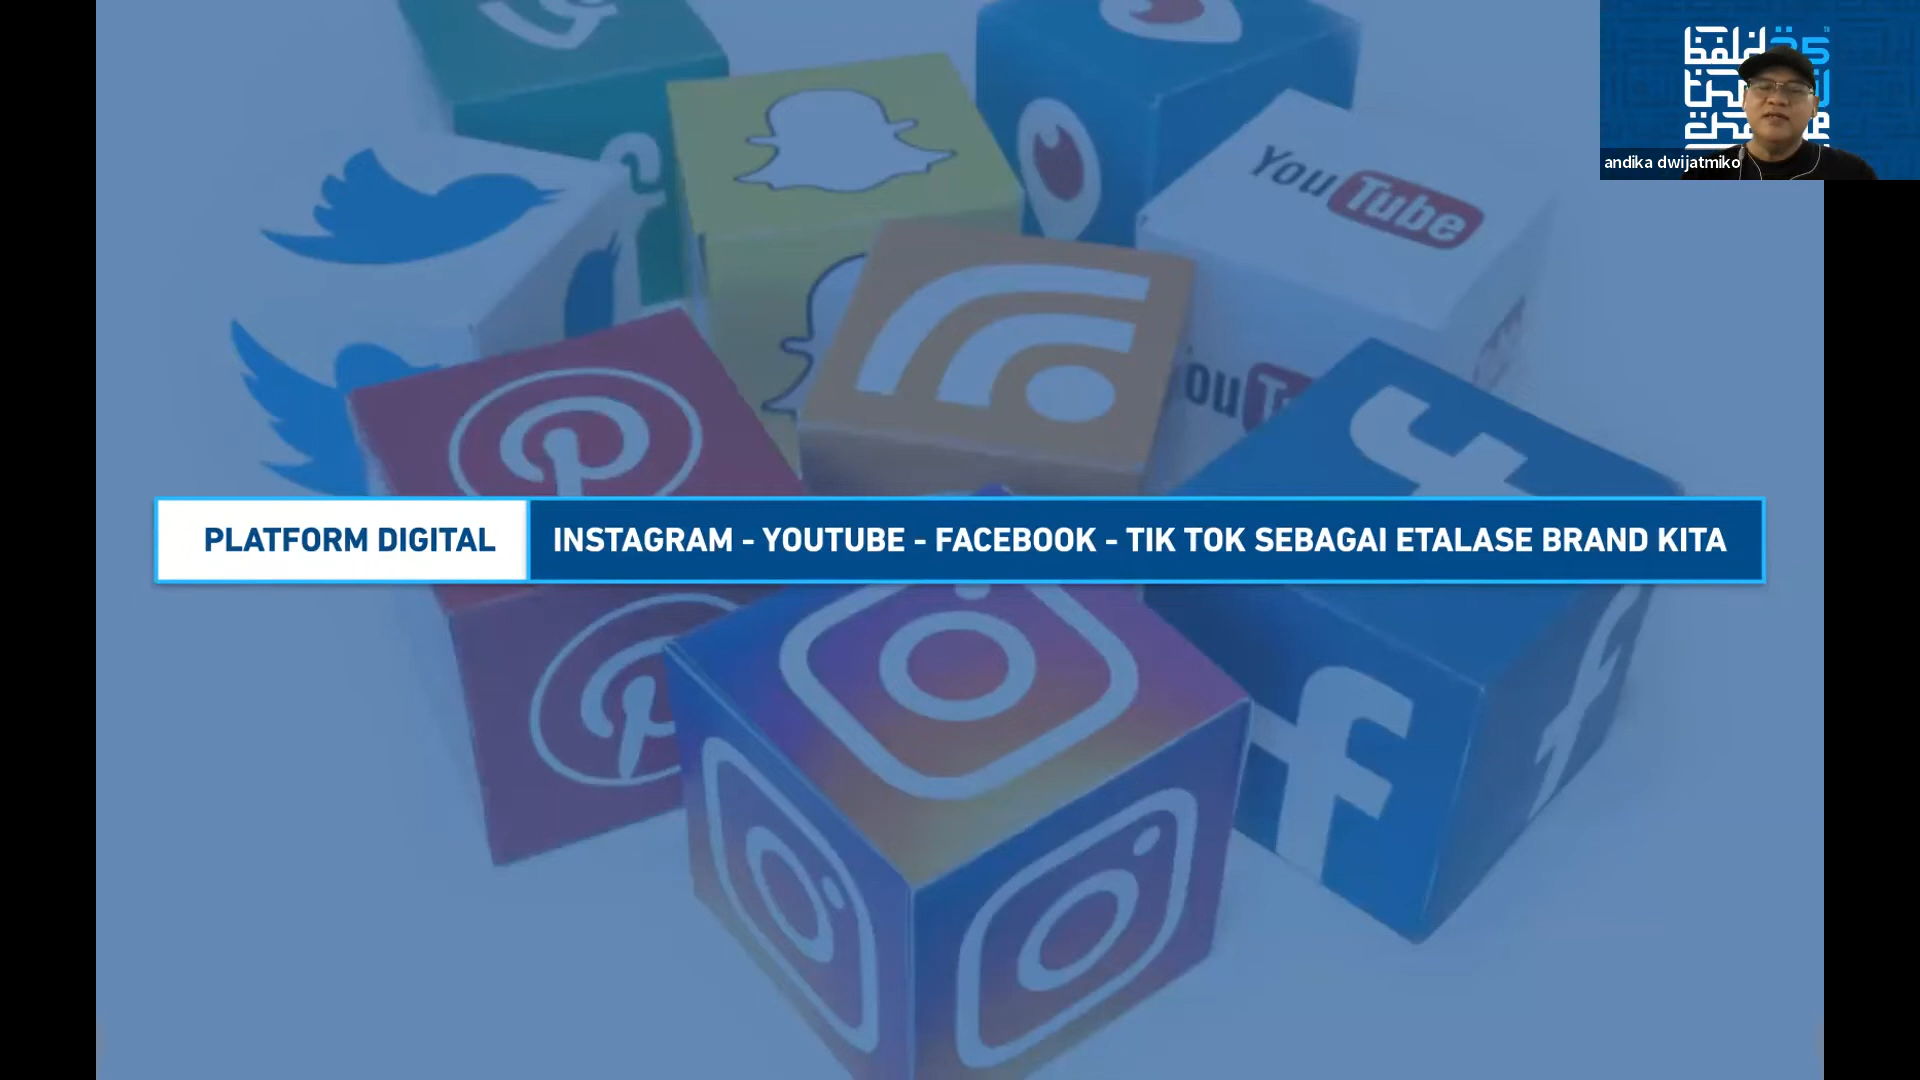 YouTube
andika dwijatmiko
PLATFORM DIGITAL
INSTAGRAM - YOUTUBE - FACEBOOK - TIK TOK SEBAGAI ETALASE BRAND KITA